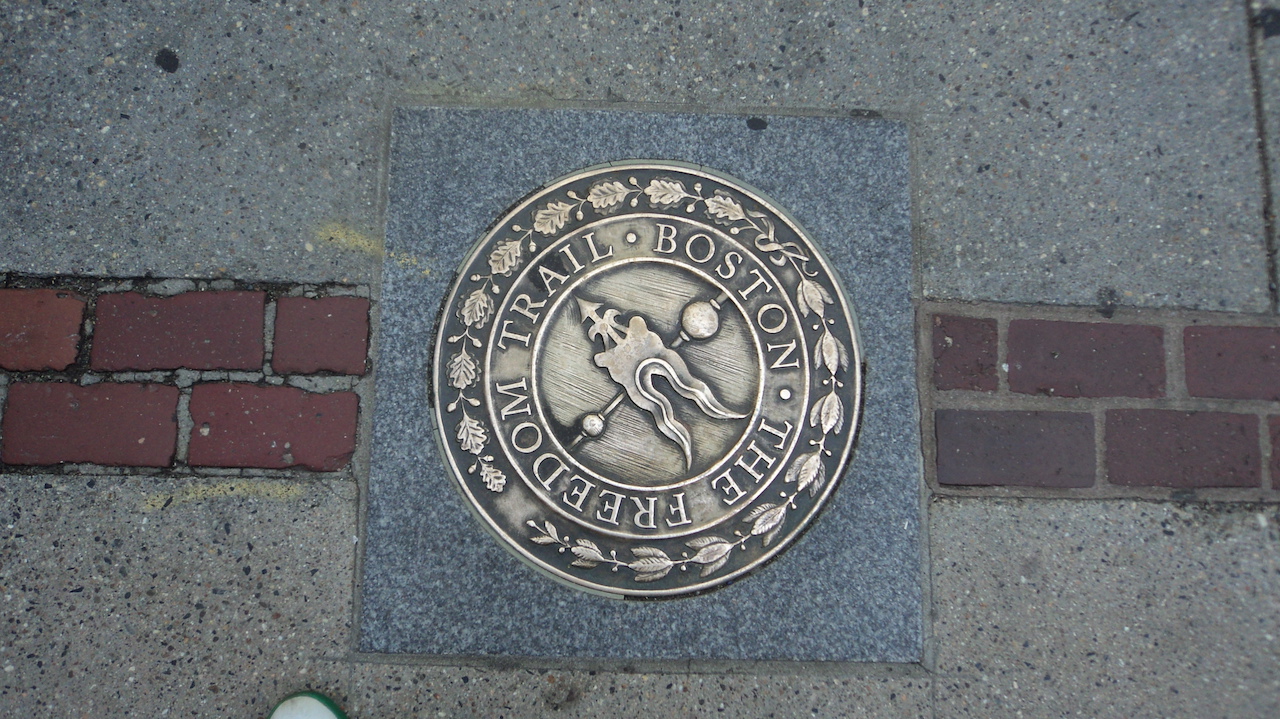 THE FREEDOM TRAIL · BOSTON ·